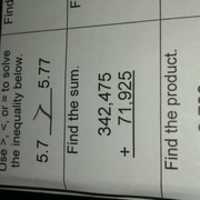 Find
Use >, <, or = to solve
the inequality below.
5.7 > 5.77
Find the sum.
342,475
+ 71,925
Find the product.